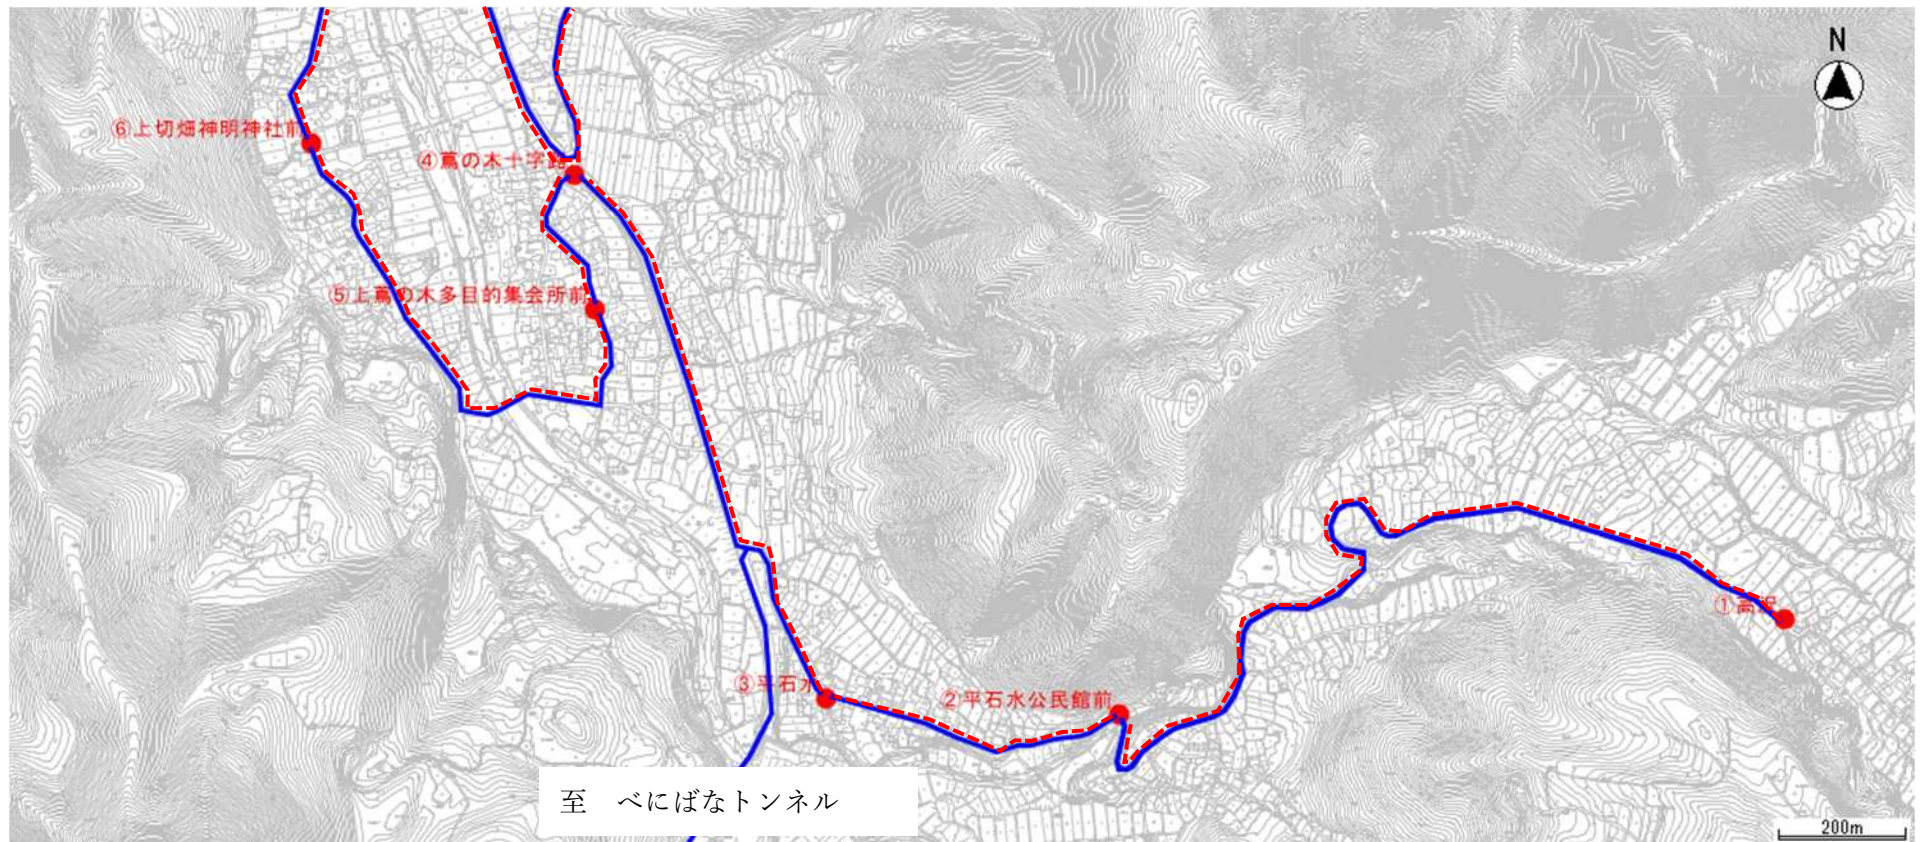 N
⑥上切畑神明神社前
④蔦の木十字路
⑤上蔦の木多目的集会所前
①高沢
③平石水
②平石水公民館前
至　べにばなトンネル
200m